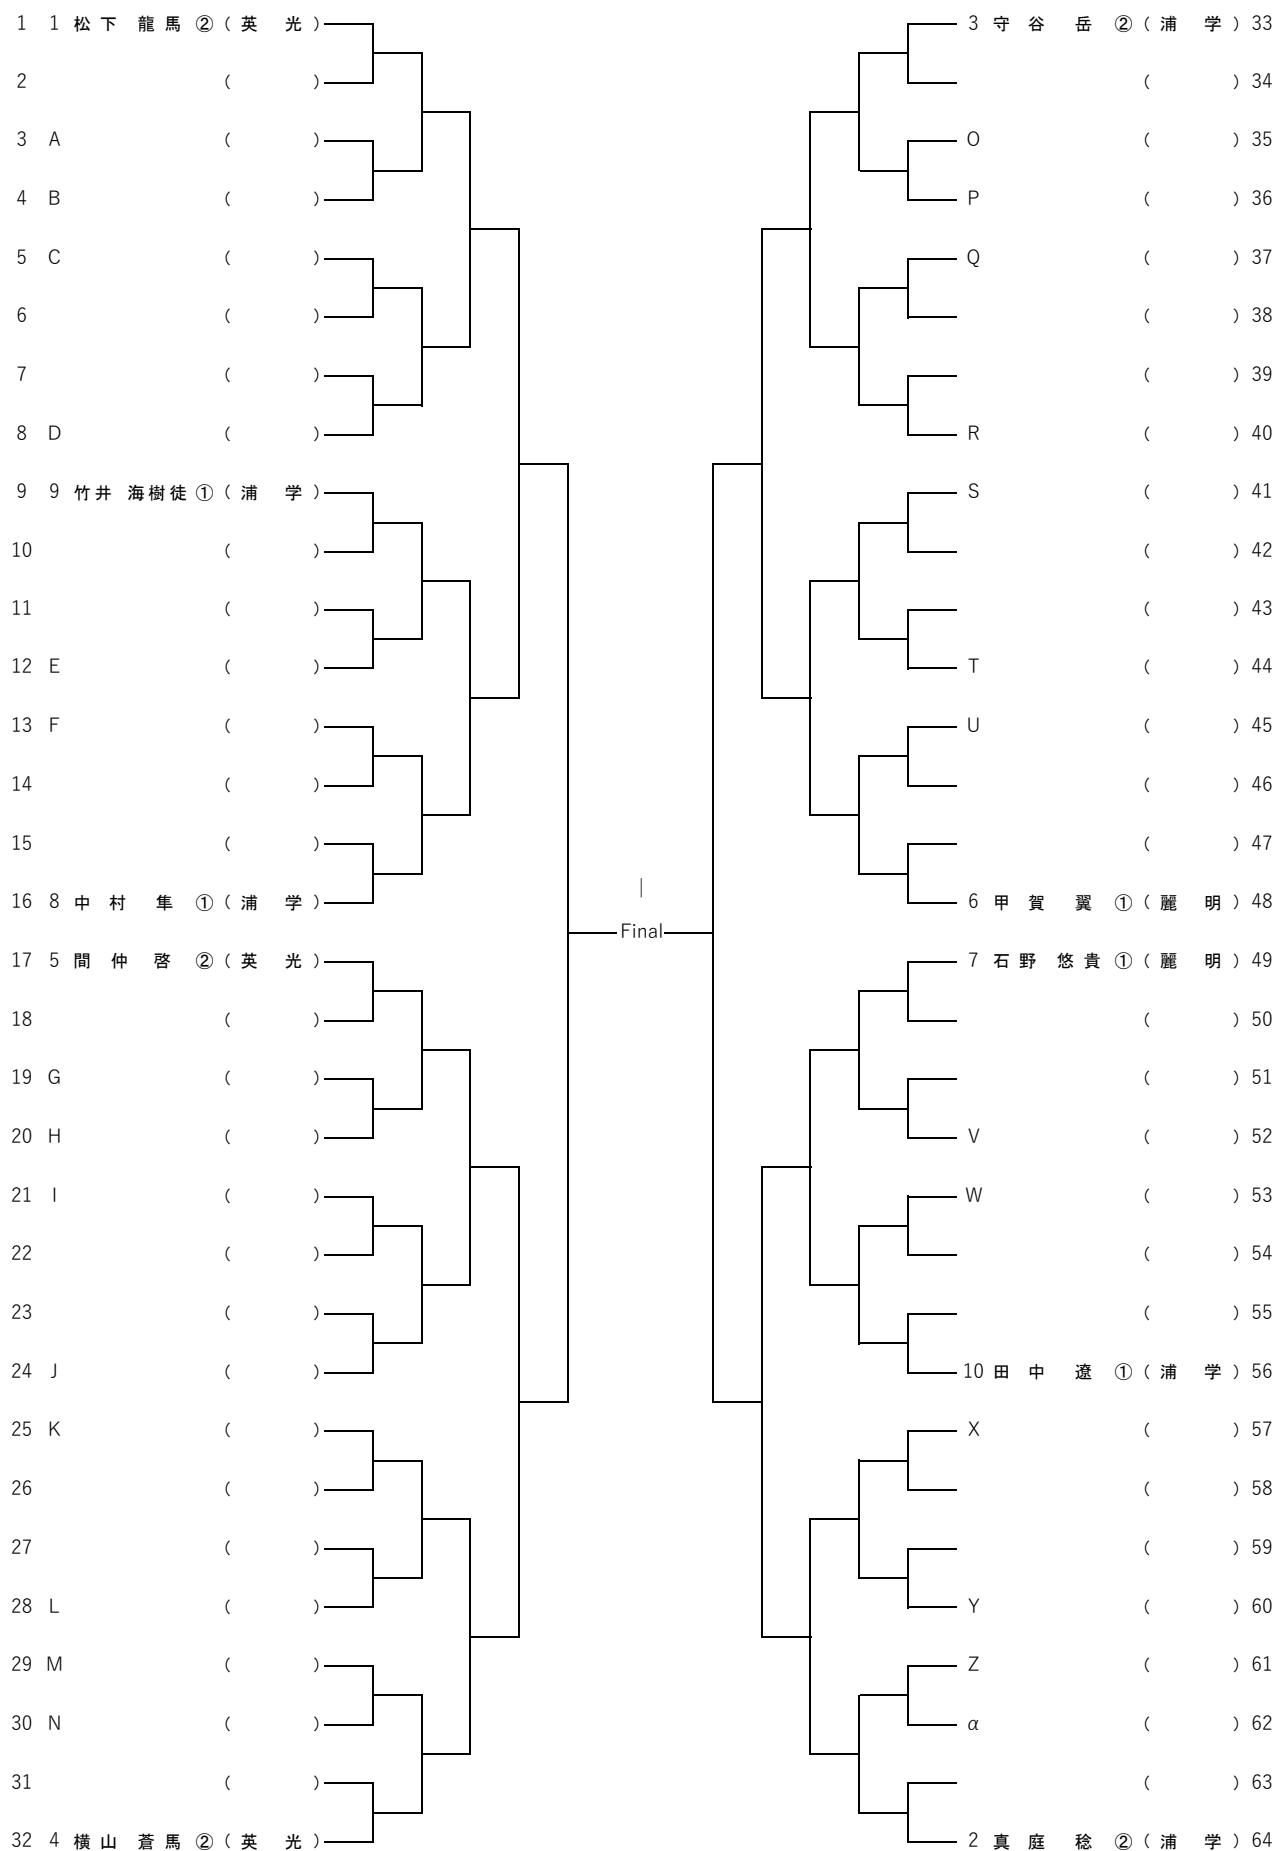 1 1 松下 龍馬 ② ( 英 光 )
2 ( )
3 A ( )
4 B ( )
5 C ( )
6 ( )
7 ( )
8 D ( )
9 9 竹井 海樹徒 ① ( 浦 学 )
10 ( )
11 ( )
12 E ( )
13 F ( )
14 ( )
15 ( )
16 8 中村 隼 ① ( 浦 学 )
17 5 間仲 啓 ② ( 英 光 )
18 ( )
19 G ( )
20 H ( )
21 I ( )
22 ( )
23 ( )
24 J ( )
25 K ( )
26 ( )
27 ( )
28 L ( )
29 M ( )
30 N ( )
31 ( )
32 4 横山 蒼馬 ② ( 英 光 )
|
Final
3 守谷 岳 ② ( 浦 学 ) 33
( ) 34
O ( ) 35
P ( ) 36
Q ( ) 37
( ) 38
( ) 39
R ( ) 40
S ( ) 41
( ) 42
( ) 43
T ( ) 44
U ( ) 45
( ) 46
( ) 47
6 甲賀 翼 ① ( 麗 明 ) 48
7 石野 悠貴 ① ( 麗 明 ) 49
( ) 50
( ) 51
V ( ) 52
W ( ) 53
( ) 54
( ) 55
10 田中 遼 ① ( 浦 学 ) 56
X ( ) 57
( ) 58
( ) 59
Y ( ) 60
Z ( ) 61
α ( ) 62
( ) 63
2 真庭 稔 ② ( 浦 学 ) 64